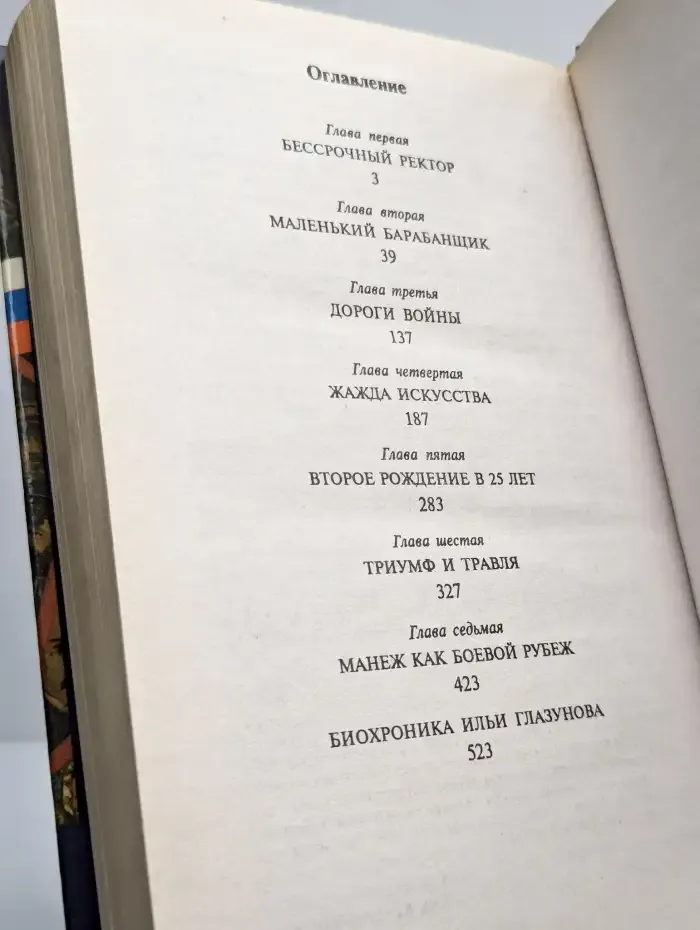 Оглавление
Глава первая
БЕССРОЧНЫЙ РЕКТОР
3
Глава вторая
МАЛЕНЬКИЙ БАРАБАНЩИК
39
Глава третья
ДОРОГИ ВОЙНЫ
137
Глава четвертая
ЖАЖДА ИСКУССТВА
187
Глава пятая
ВТОРОЕ РОЖДЕНИЕ В 25 ЛЕТ
283
Глава шестая
ТРИУМФ И ТРАВЛЯ
327
Глава седьмая
МАНЕЖ КАК БОЕВОЙ РУБЕЖ
423
БИОХРОНИКА ИЛЬИ ГЛАЗУНОВА
523